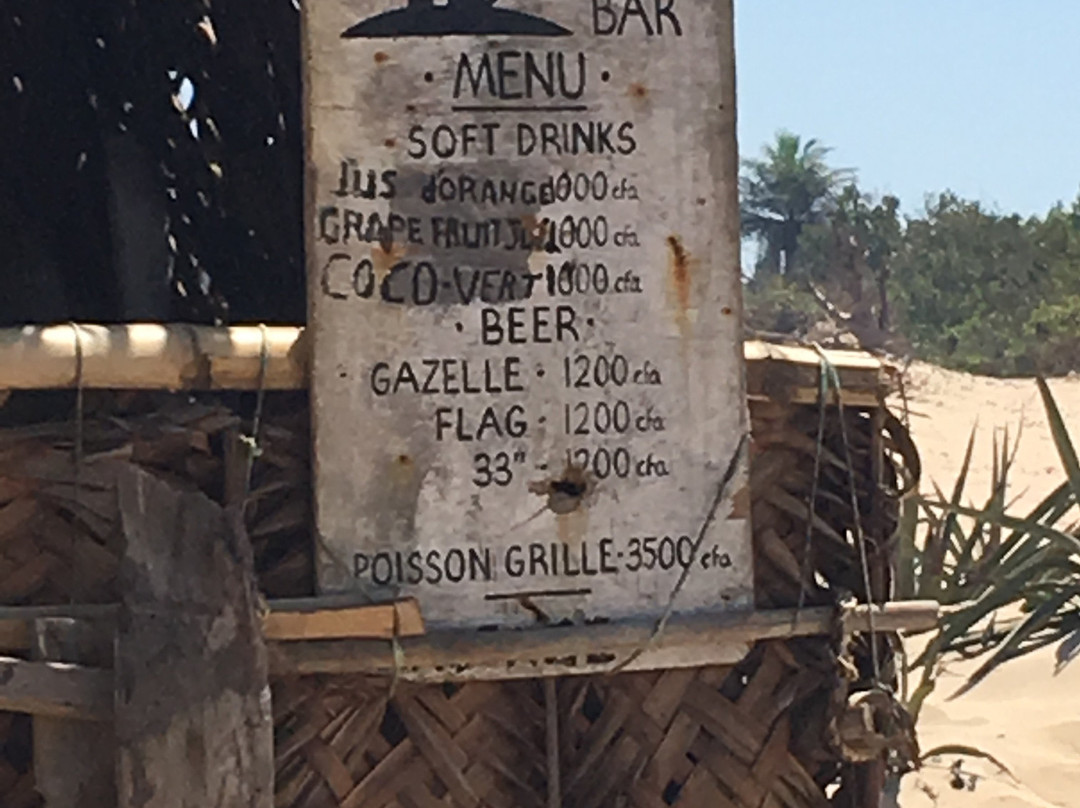 BAR
· MENU ·
SOFT DRINKS
Jus d'ORANGE 1000 cfa
GRAPE FRUIT 1000 cfa
COCO-VERT 1000 cfa
· BEER ·
GAZELLE · 1200 cfa
FLAG · 1200 cfa
33" - 1200 cfa
POISSON GRILLE · 3500 cfa